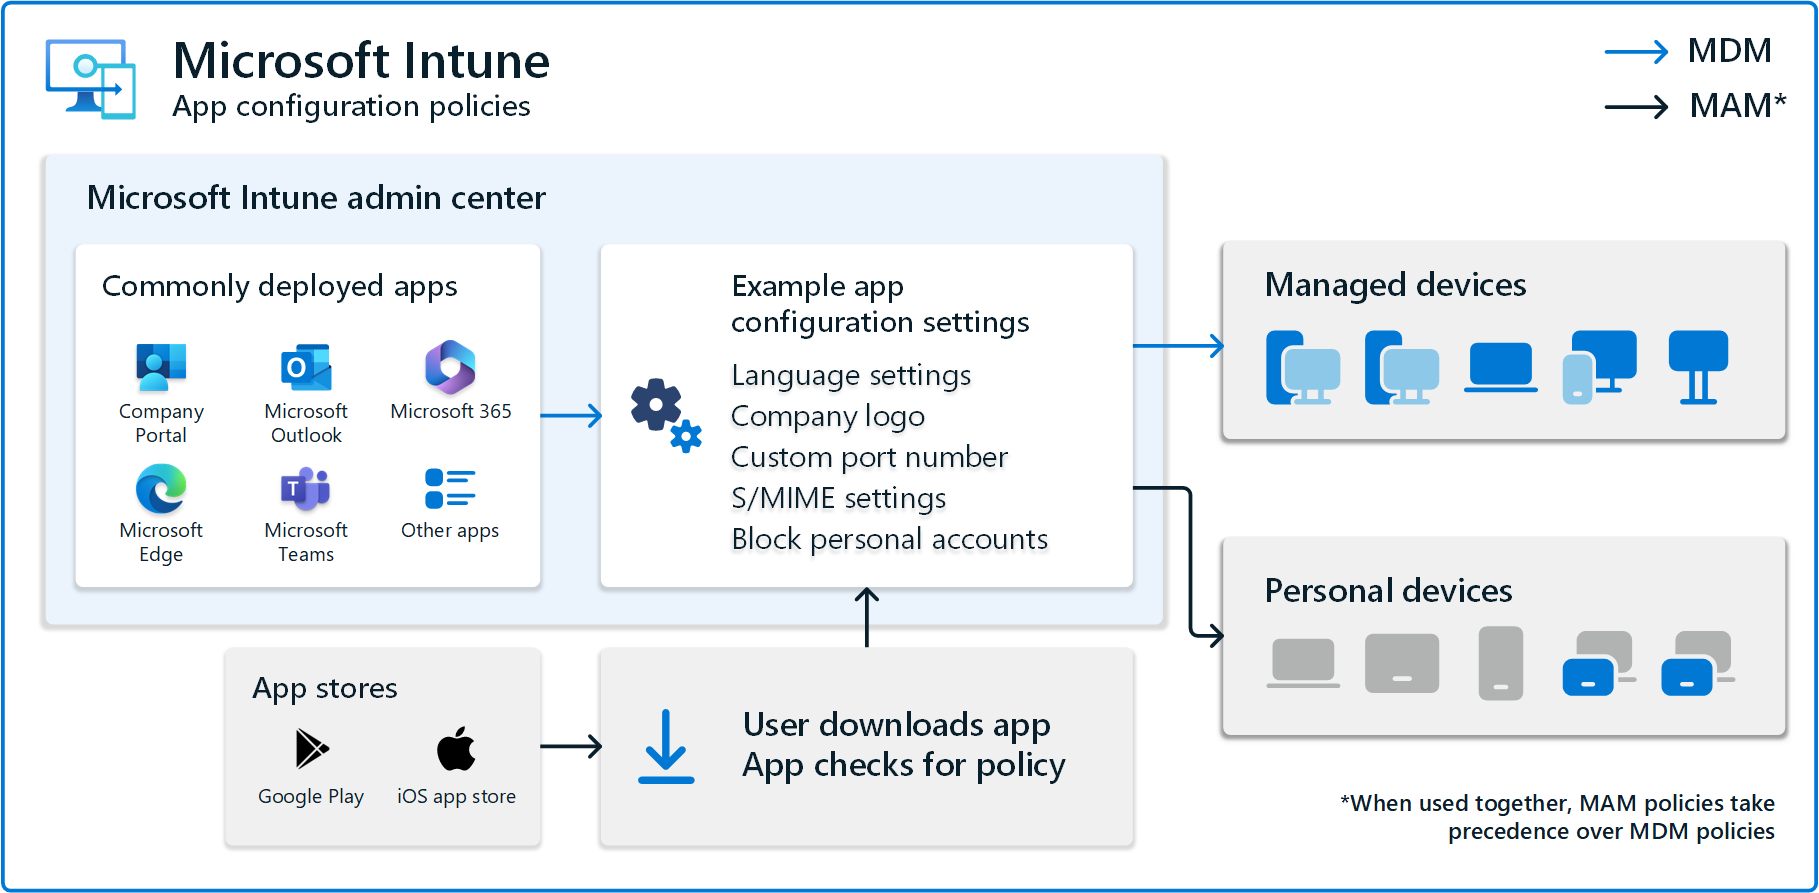 Microsoft Intune
App configuration policies
MDM
MAM*
Microsoft Intune admin center
Commonly deployed apps
Company
Portal
Microsoft
Outlook
Microsoft 365
Microsoft
Edge
Microsoft
Teams
Other apps
Example app
configuration settings
Language settings
Company logo
Custom port number
S/MIME settings
Block personal accounts
Managed devices
Personal devices
App stores
Google Play
iOS app store
User downloads app
App checks for policy
*When used together, MAM policies take
precedence over MDM policies